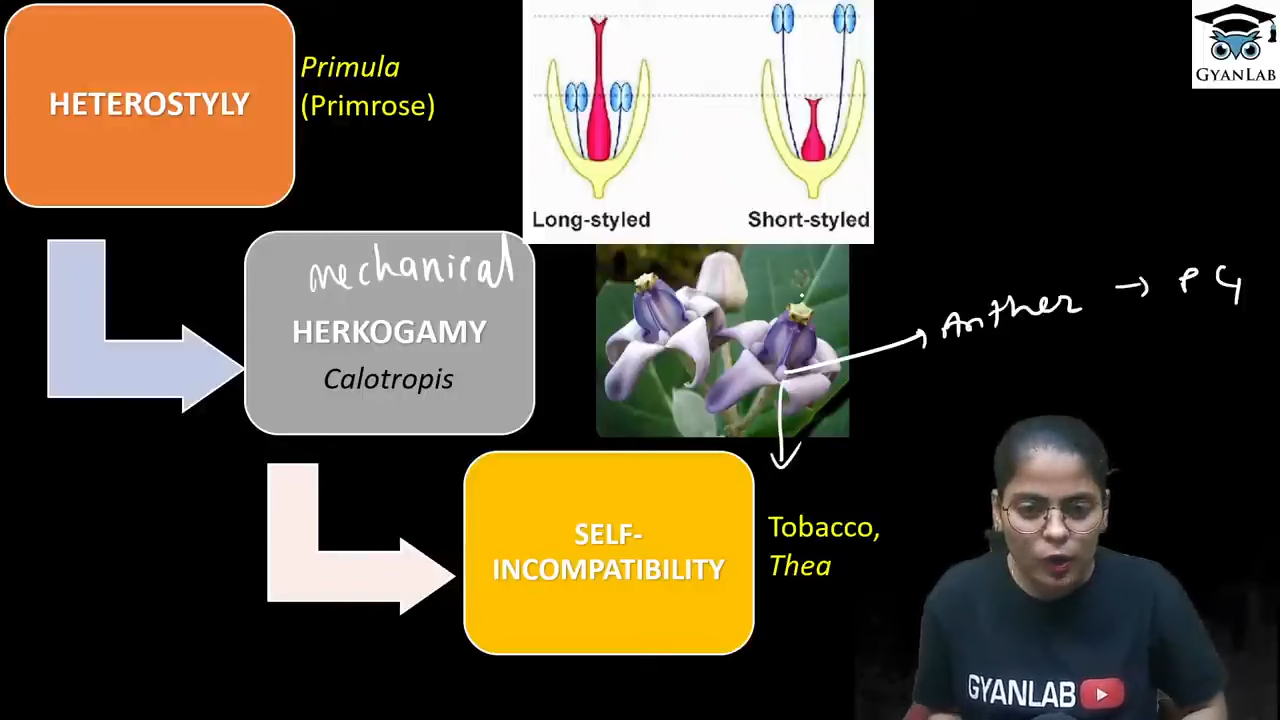 HETEROSTYLY
Primula
(Primrose)
Long-styled
Short-styled
GYANLAB
mechanical
HERKOGAMY
Calotropis
Anther → PG
SELF-
INCOMPATIBILITY
Tobacco,
Thea
GYANLAB